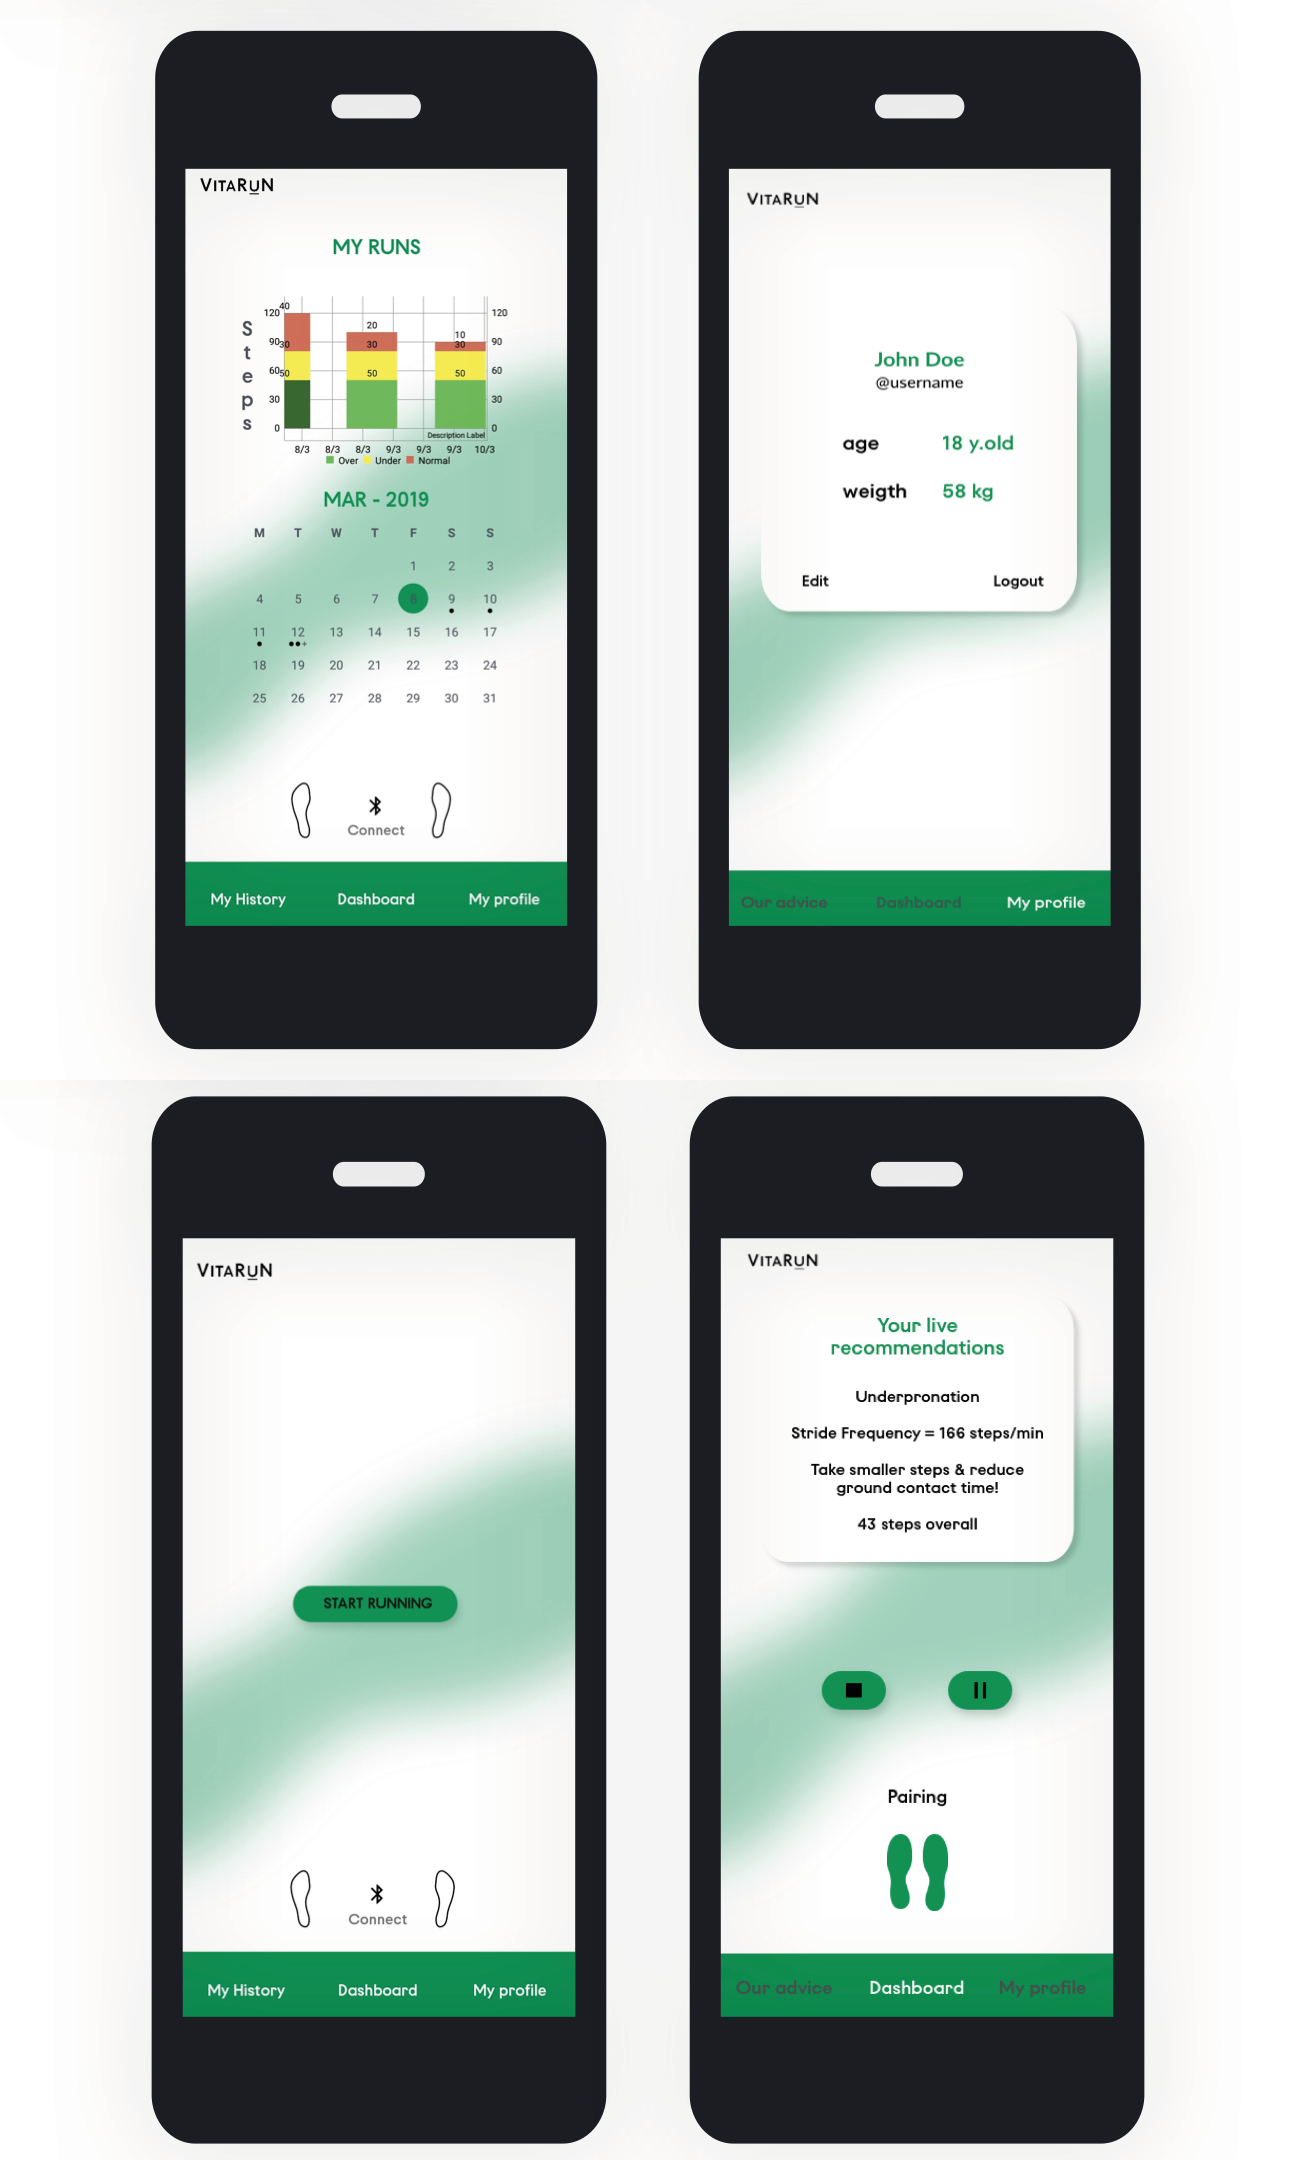 VITARUN
MY RUNS
Steps
40
120 20 120
10
90 30 30 30 90
60 50 50 50 60
30 30
0 0
Description Label
8/3 8/3 8/3 9/3 9/3 9/3 10/3
Over Under Normal
MAR - 2019
M T W T F S S
1 2 3
4 5 6 7 8 9 10
11 12 13 14 15 16 17
+
18 19 20 21 22 23 24
25 26 27 28 29 30 31
Connect
My History Dashboard My profile
VITARUN
John Doe
@username
age 18 y.old
weigth 58 kg
Edit Logout
Our advice Dashboard My profile
VITARUN
START RUNNING
Connect
My History Dashboard My profile
VITARUN
Your live
recommendations
Underpronation
Stride Frequency = 166 steps/min
Take smaller steps & reduce
ground contact time!
43 steps overall
Pairing
Our advice Dashboard My profile